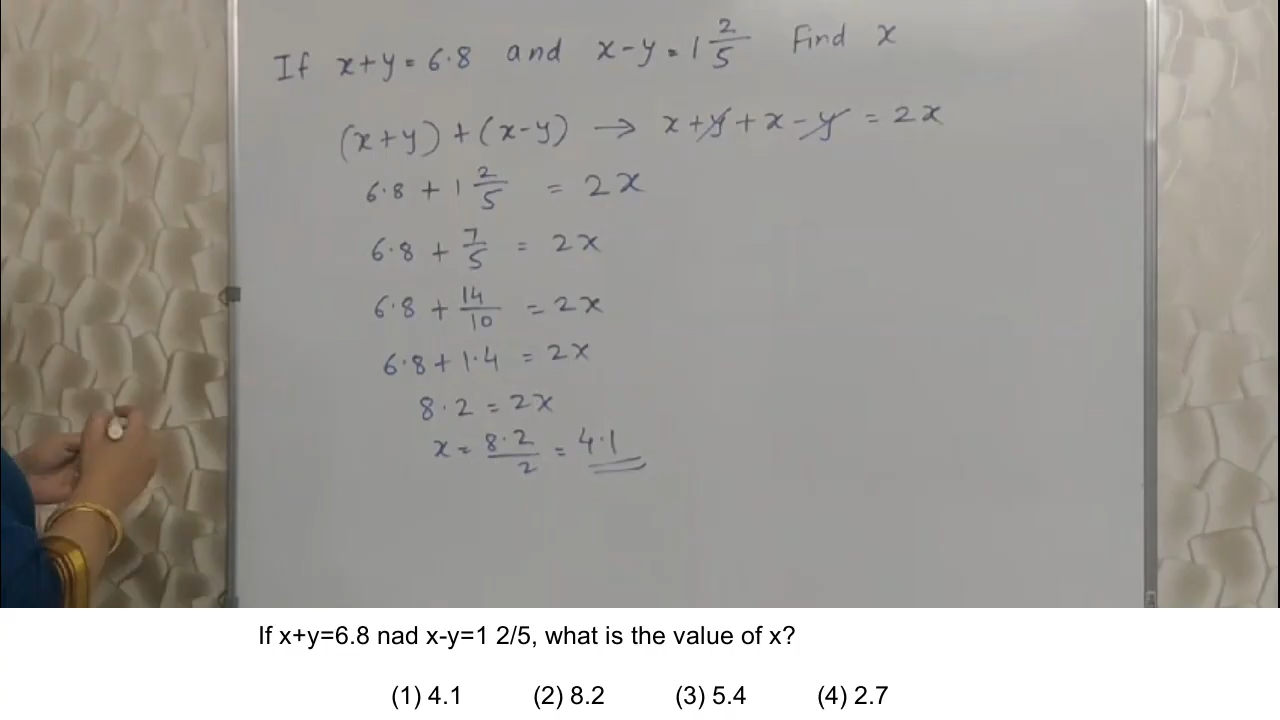 If x+y = 6.8 and x-y = 1 2/5 Find x
(x+y) + (x-y) → x+y+x-y = 2x
6.8 + 1 2/5 = 2x
6.8 + 7/5 = 2x
6.8 + 14/10 = 2x
6.8 + 1.4 = 2x
8.2 = 2x
x = 8.2/2 = 4.1
If x+y=6.8 nad x-y=1 2/5, what is the value of x?
(1) 4.1 (2) 8.2 (3) 5.4 (4) 2.7